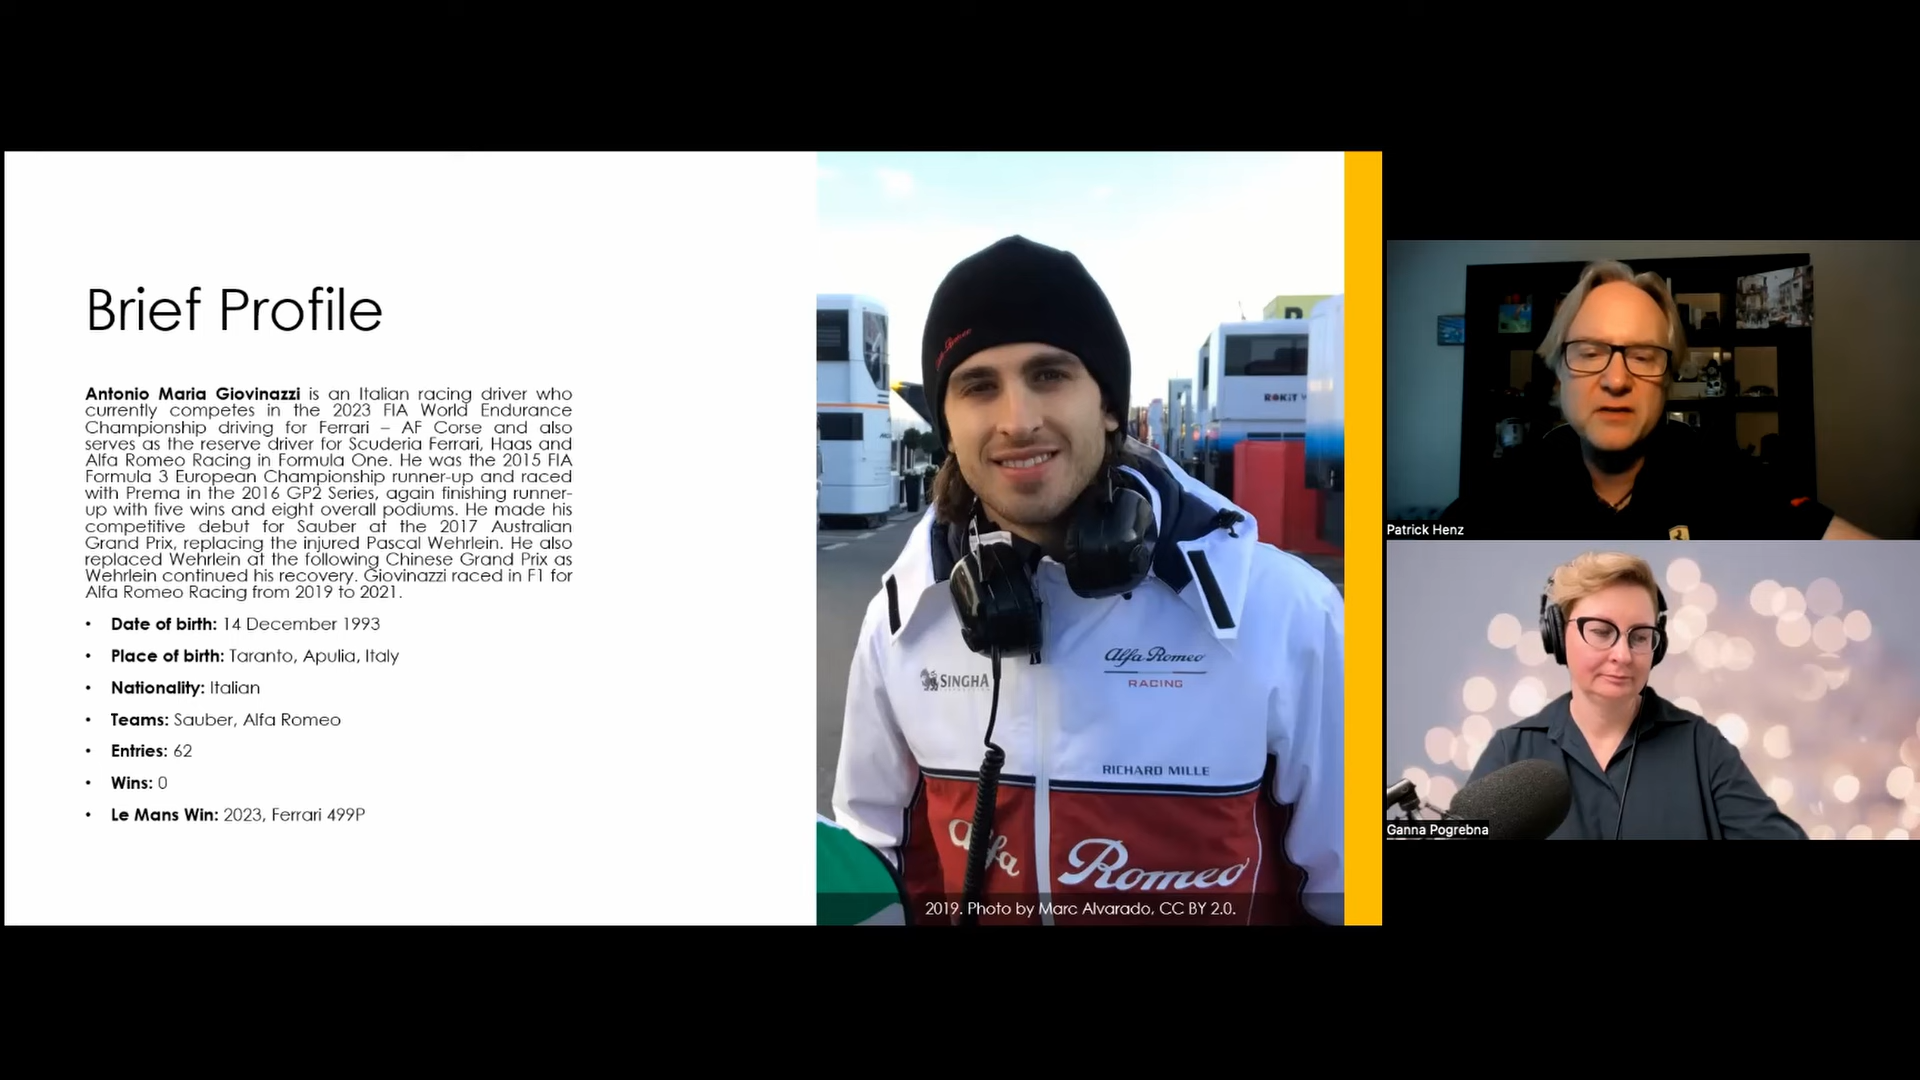 Brief Profile
Antonio Maria Giovinazzi is an Italian racing driver who
currently competes in the 2023 FIA World Endurance
Championship driving for Ferrari – AF Corse and also
serves as the reserve driver for Scuderia Ferrari, Haas and
Alfa Romeo Racing in Formula One. He was the 2015 FIA
Formula 3 European Championship runner-up and raced
with Prema in the 2016 GP2 Series, again finishing runner-
up with five wins and eight overall podiums. He made his
competitive debut for Sauber at the 2017 Australian
Grand Prix, replacing the injured Pascal Wehrlein. He also
replaced Wehrlein at the following Chinese Grand Prix as
Wehrlein continued his recovery. Giovinazzi raced in F1 for
Alfa Romeo Racing from 2019 to 2021.
• Date of birth: 14 December 1993
• Place of birth: Taranto, Apulia, Italy
• Nationality: Italian
• Teams: Sauber, Alfa Romeo
• Entries: 62
• Wins: 0
• Le Mans Win: 2023, Ferrari 499P
Alfa Romeo
ROKiT
SINGHA
Alfa Romeo
RACING
RICHARD MILLE
Alfa Romeo
2019. Photo by Marc Alvarado, CC BY 2.0.
Patrick Henz
Ganna Pogrebna